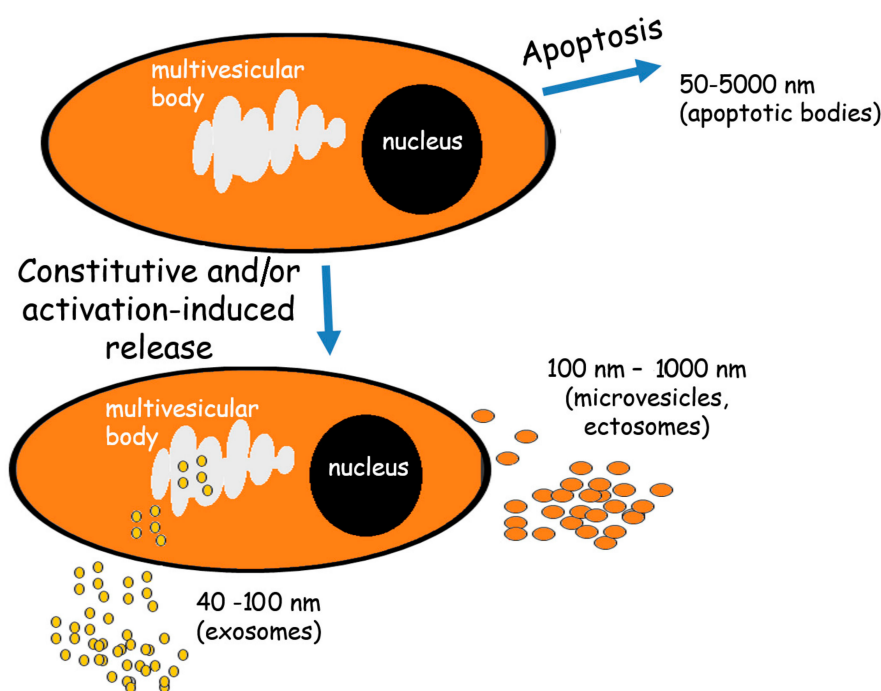 Apoptosis
50-5000 nm
(apoptotic bodies)
multivesicular
body
nucleus
Constitutive and/or
activation-induced
release
100 nm – 1000 nm
(microvesicles,
ectosomes)
multivesicular
body
nucleus
40 -100 nm
(exosomes)